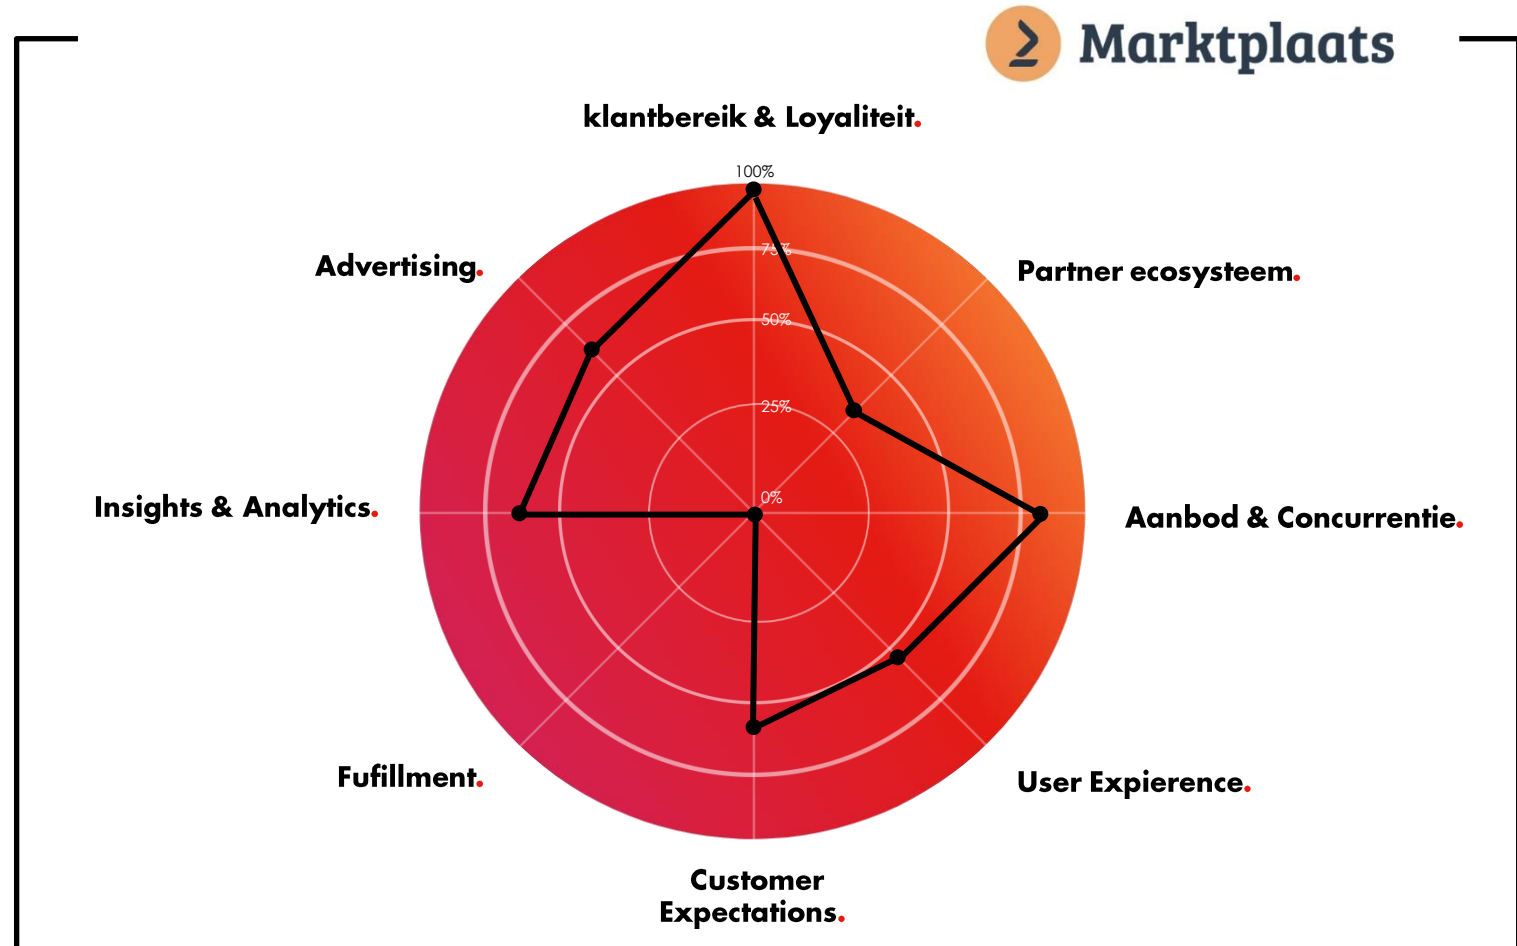 Marktplaats
klantbereik & Loyaliteit.
100%
Advertising.
75%
Partner ecosysteem.
50%
25%
0%
Insights & Analytics.
Aanbod & Concurrentie.
Fufillment.
User Expierence.
Customer
Expectations.